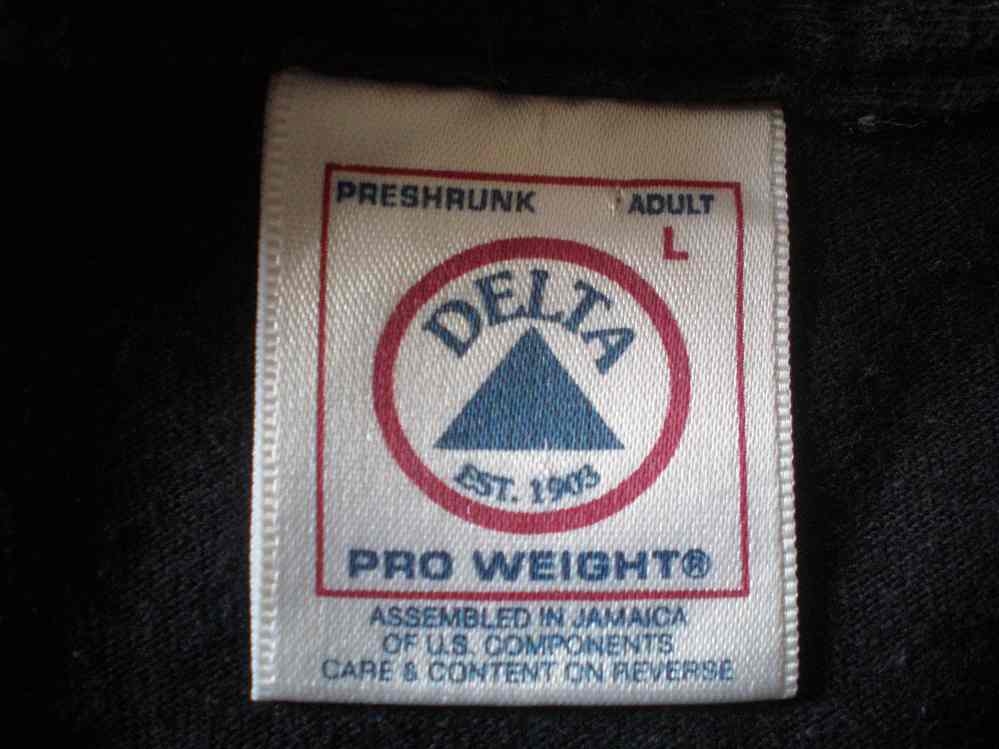 PRESHRUNK ADULT
L
DELTA
EST. 1903
PRO WEIGHT®
ASSEMBLED IN JAMAICA
OF U.S. COMPONENTS
CARE & CONTENT ON REVERSE